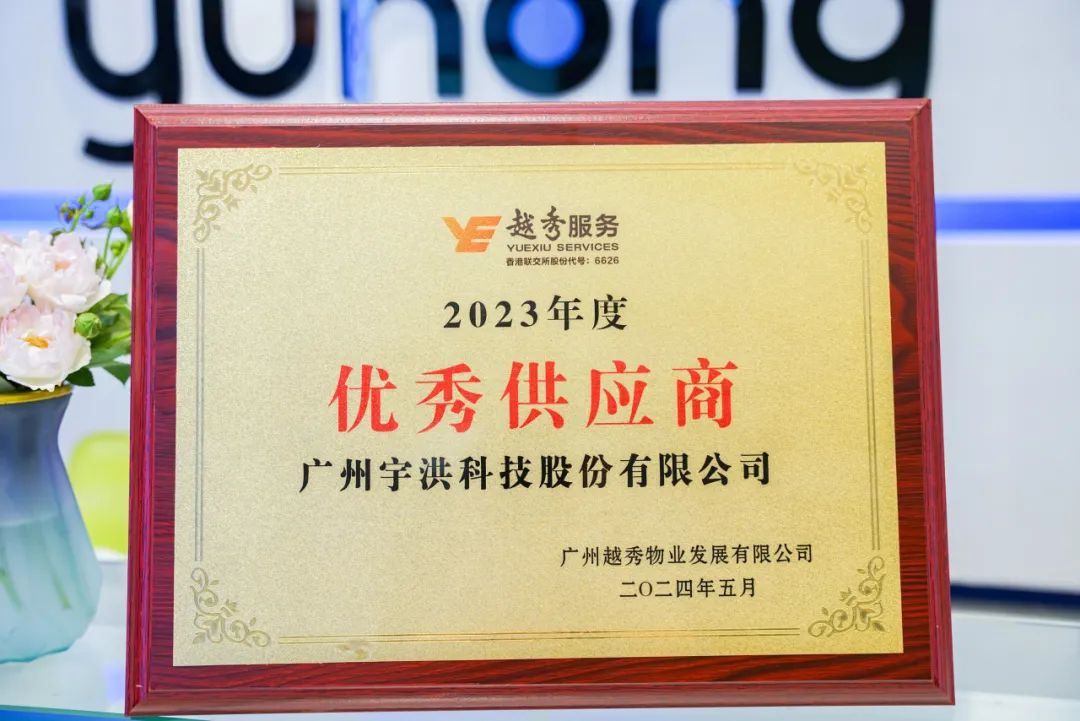 yuhong
YE 越秀服务
YUEXIU SERVICES
香港联交所股份代号：6626
2023年度
优秀供应商
广州宇洪科技股份有限公司
广州越秀物业发展有限公司
二〇二四年五月